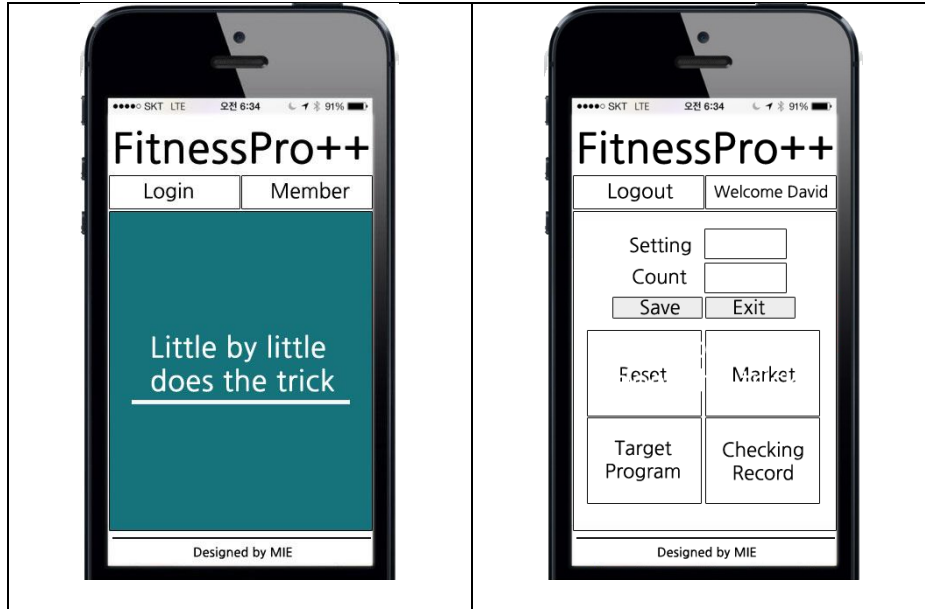 SKT LTE 오전 6:34 91%
FitnessPro++
Login Member
Little by little
does the trick
Designed by MIE
SKT LTE 오전 6:34 91%
FitnessPro++
Logout Welcome David
Setting
Count
Save Exit
Reset Market
Target Program Checking Record
Designed by MIE